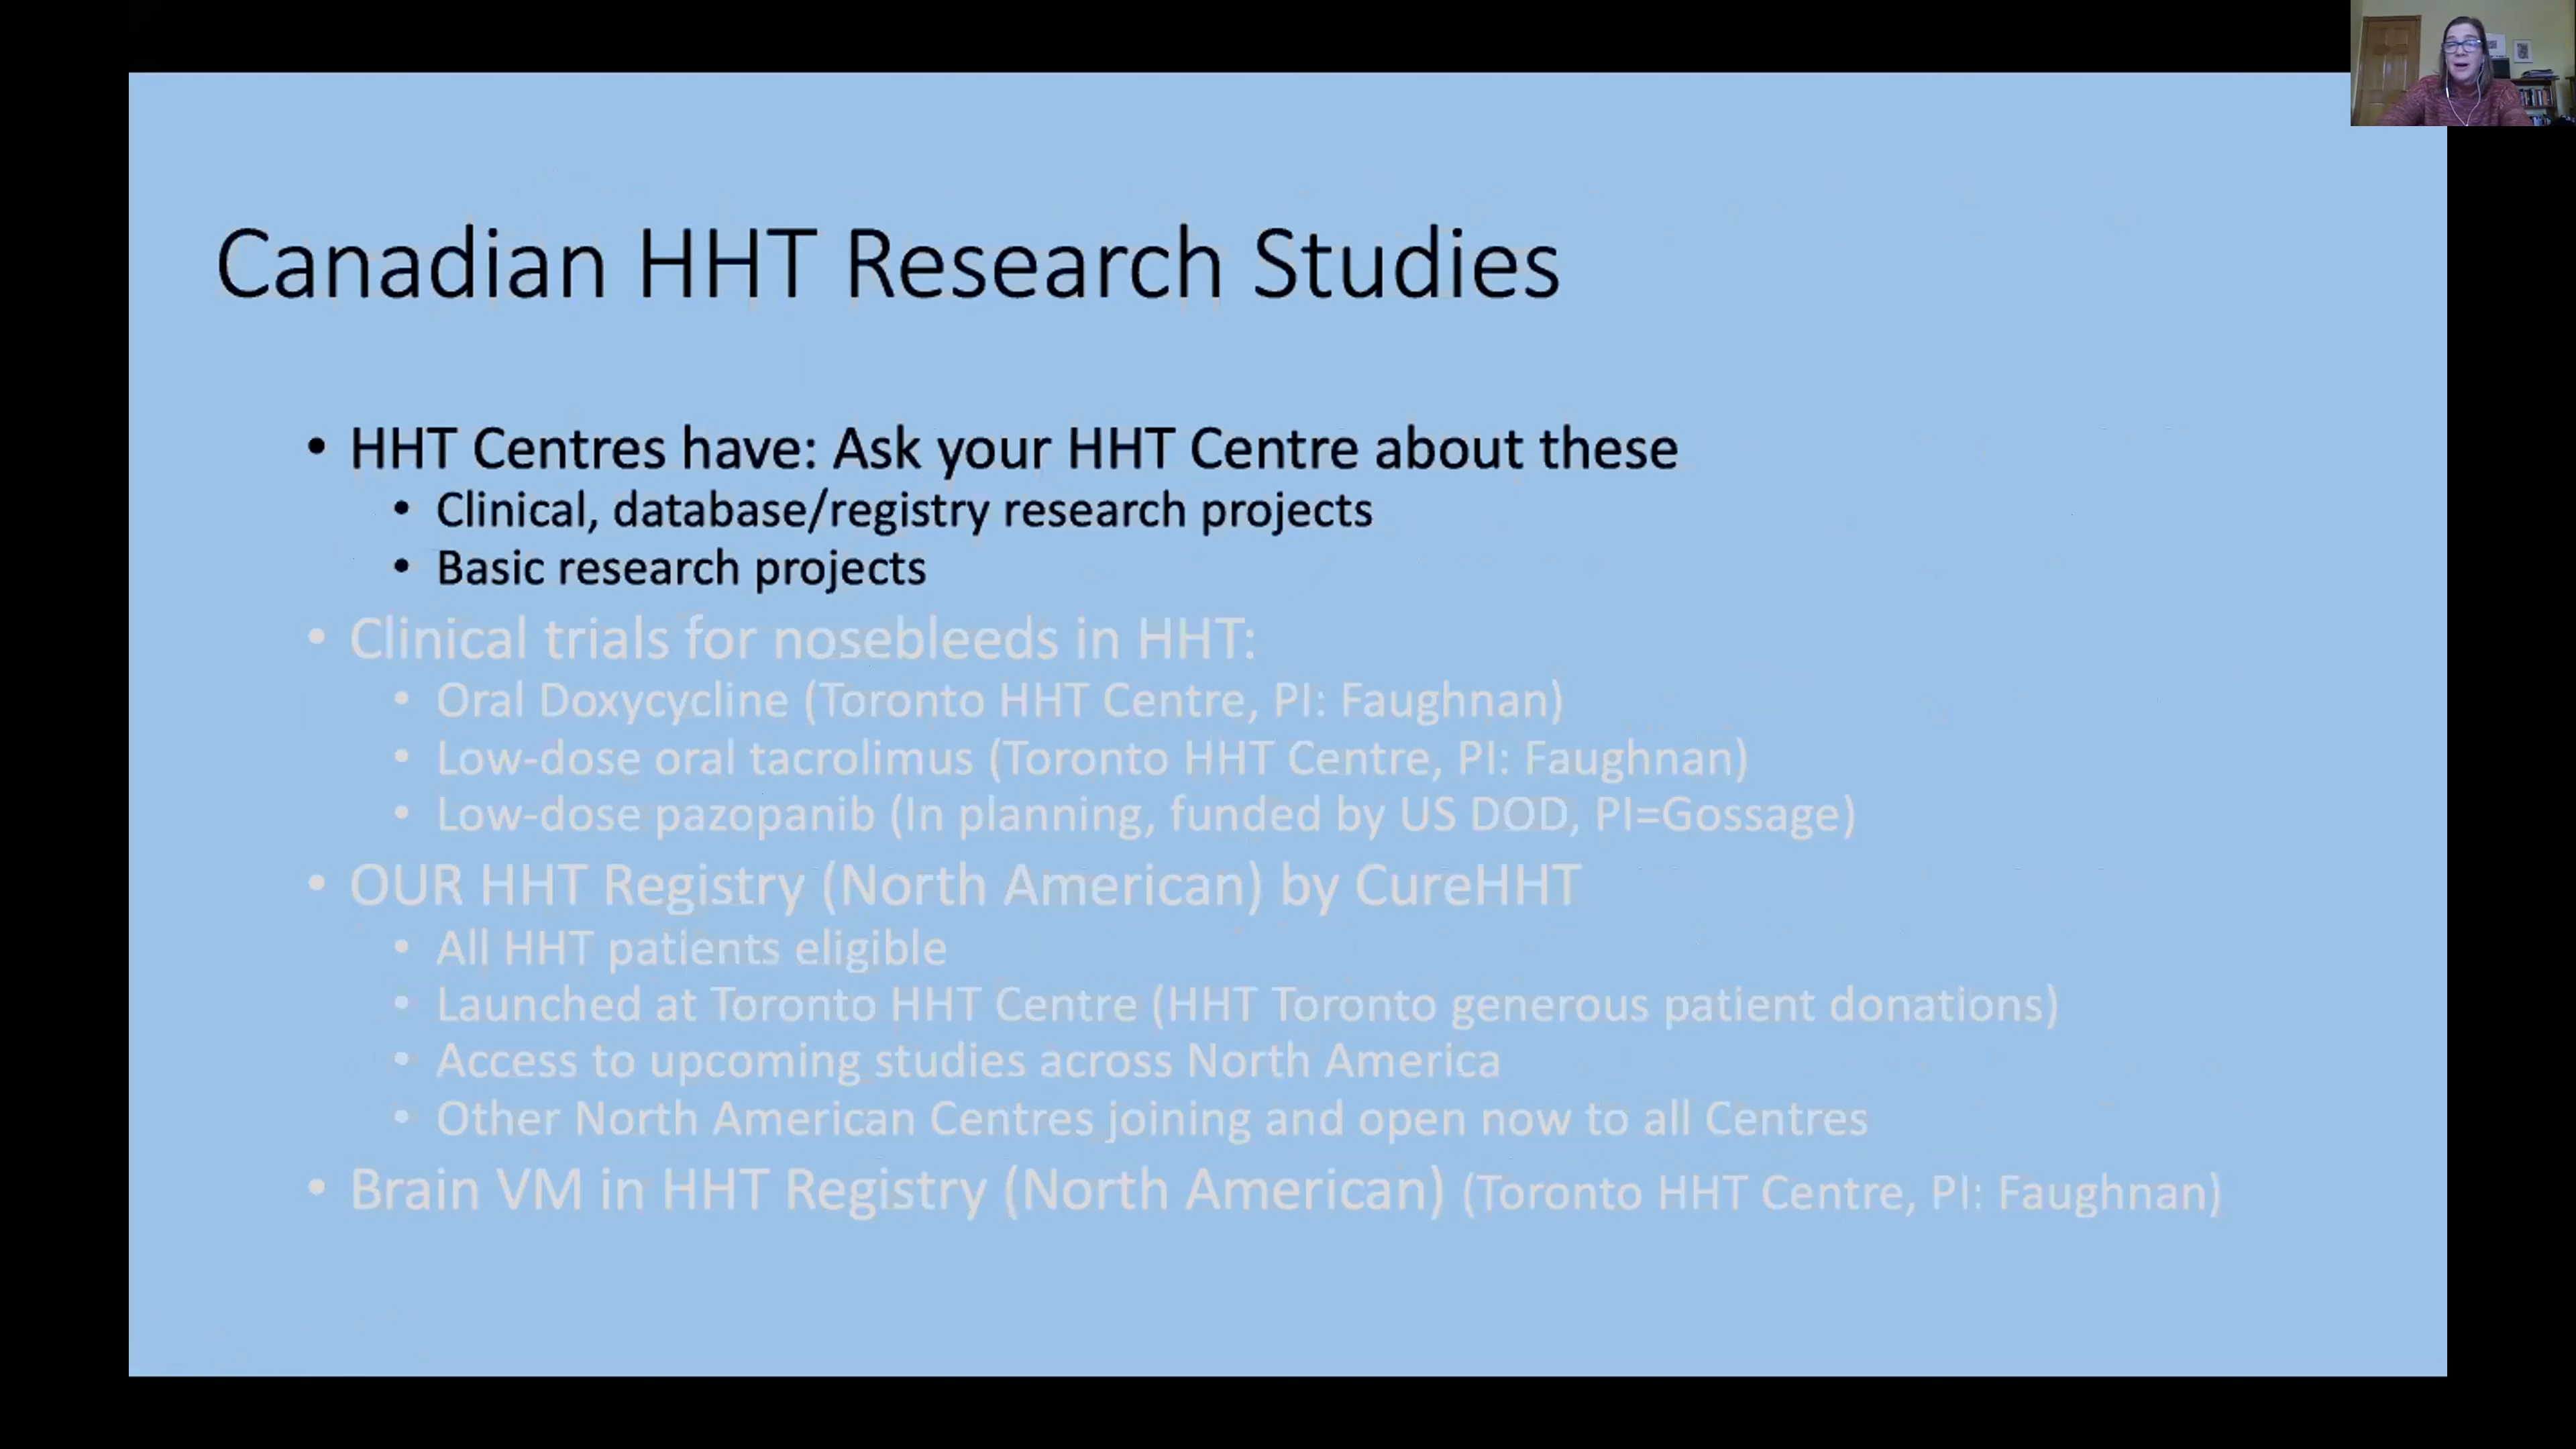 Canadian HHT Research Studies
• HHT Centres have: Ask your HHT Centre about these
• Clinical, database/registry research projects
• Basic research projects
• Clinical trials for nosebleeds in HHT:
• Oral Doxycycline (Toronto HHT Centre, PI: Faughnan)
• Low-dose oral tacrolimus (Toronto HHT Centre, PI: Faughnan)
• Low-dose pazopanib (In planning, funded by US DOD, PI=Gossage)
• OUR HHT Registry (North American) by CureHHT
• All HHT patients eligible
• Launched at Toronto HHT Centre (HHT Toronto generous patient donations)
• Access to upcoming studies across North America
• Other North American Centres joining and open now to all Centres
• Brain VM in HHT Registry (North American) (Toronto HHT Centre, PI: Faughnan)